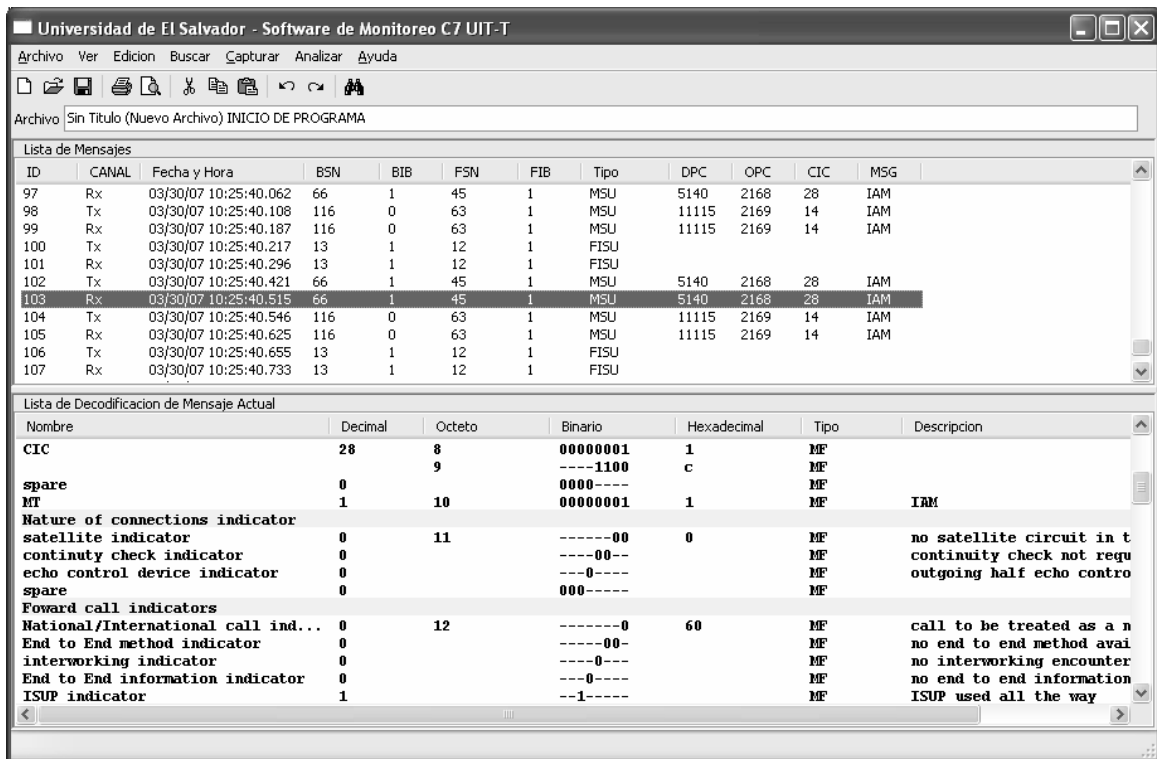 Universidad de El Salvador - Software de Monitoreo C7 UIT-T
Archivo Ver Edicion Buscar Capturar Analizar Ayuda
Archivo Sin Titulo (Nuevo Archivo) INICIO DE PROGRAMA
Lista de Mensajes
ID CANAL Fecha y Hora BSN BIB FSN FIB Tipo DPC OPC CIC MSG
97 Rx 03/30/07 10:25:40.062 66 1 45 1 MSU 5140 2168 28 IAM
98 Tx 03/30/07 10:25:40.108 116 0 63 1 MSU 11115 2169 14 IAM
99 Rx 03/30/07 10:25:40.187 116 0 63 1 MSU 11115 2169 14 IAM
100 Tx 03/30/07 10:25:40.217 13 1 12 1 FISU
101 Rx 03/30/07 10:25:40.296 13 1 12 1 FISU
102 Tx 03/30/07 10:25:40.421 66 1 45 1 MSU 5140 2168 28 IAM
103 Rx 03/30/07 10:25:40.515 66 1 45 1 MSU 5140 2168 28 IAM
104 Tx 03/30/07 10:25:40.546 116 0 63 1 MSU 11115 2169 14 IAM
105 Rx 03/30/07 10:25:40.625 116 0 63 1 MSU 11115 2169 14 IAM
106 Tx 03/30/07 10:25:40.655 13 1 12 1 FISU
107 Rx 03/30/07 10:25:40.733 13 1 12 1 FISU
Lista de Decodificacion de Mensaje Actual
Nombre Decimal Octeto Binario Hexadecimal Tipo Descripcion
CIC 28 8 00000001 1 MF
9 ----1100 c MF
spare 0 0000---- MF
MT 1 10 00000001 1 MF IAM
Nature of connections indicator
satellite indicator 0 11 ------00 0 MF no satellite circuit in t
continuty check indicator 0 ----00-- MF continuity check not requ
echo control device indicator 0 ---0---- MF outgoing half echo contro
spare 0 000----- MF
Foward call indicators
National/International call ind... 0 12 -------0 60 MF call to be treated as a n
End to End method indicator 0 -----00- MF no end to end method avai
interworking indicator 0 ----0--- MF no interworking encounter
End to End information indicator 0 ---0---- MF no end to end information
ISUP indicator 1 --1----- MF ISUP used all the way